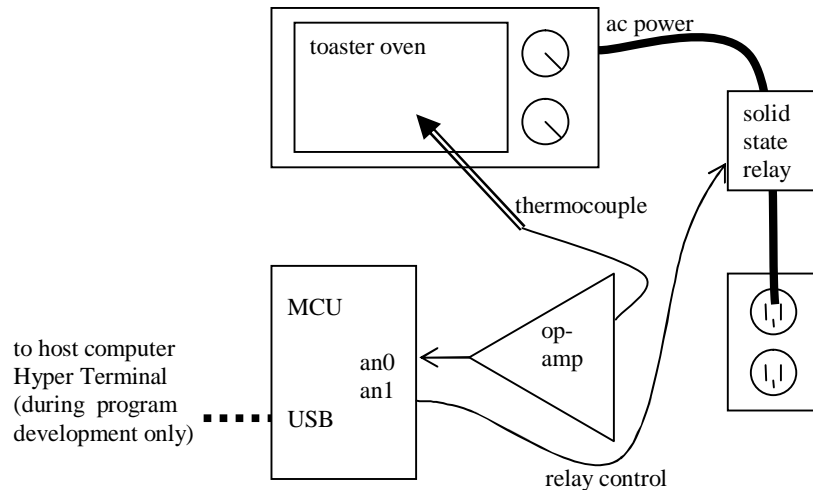 ac power
toaster oven
solid
state
relay
thermocouple
MCU
op-
amp
an0
an1
to host computer
Hyper Terminal
(during  program
development only)
USB
relay control